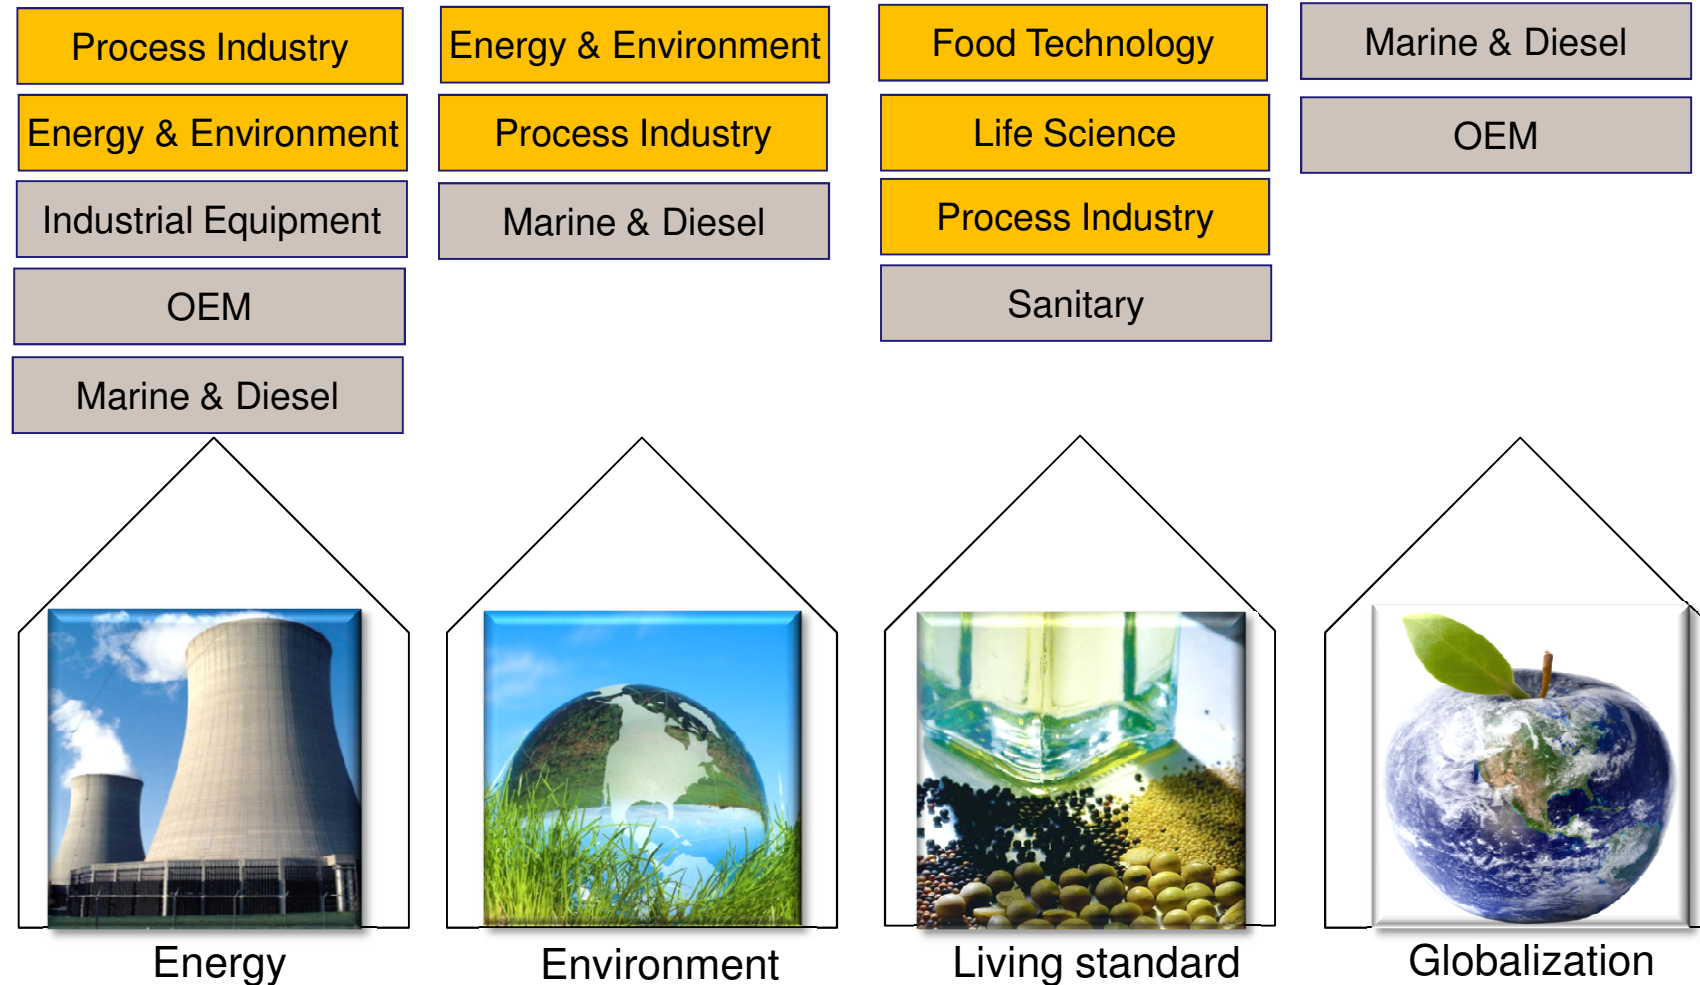 Process Industry
Energy & Environment
Industrial Equipment
OEM
Marine & Diesel
Energy
Energy & Environment
Process Industry
Marine & Diesel
Environment
Food Technology
Life Science
Process Industry
Sanitary
Living standard
Marine & Diesel
OEM
Globalization